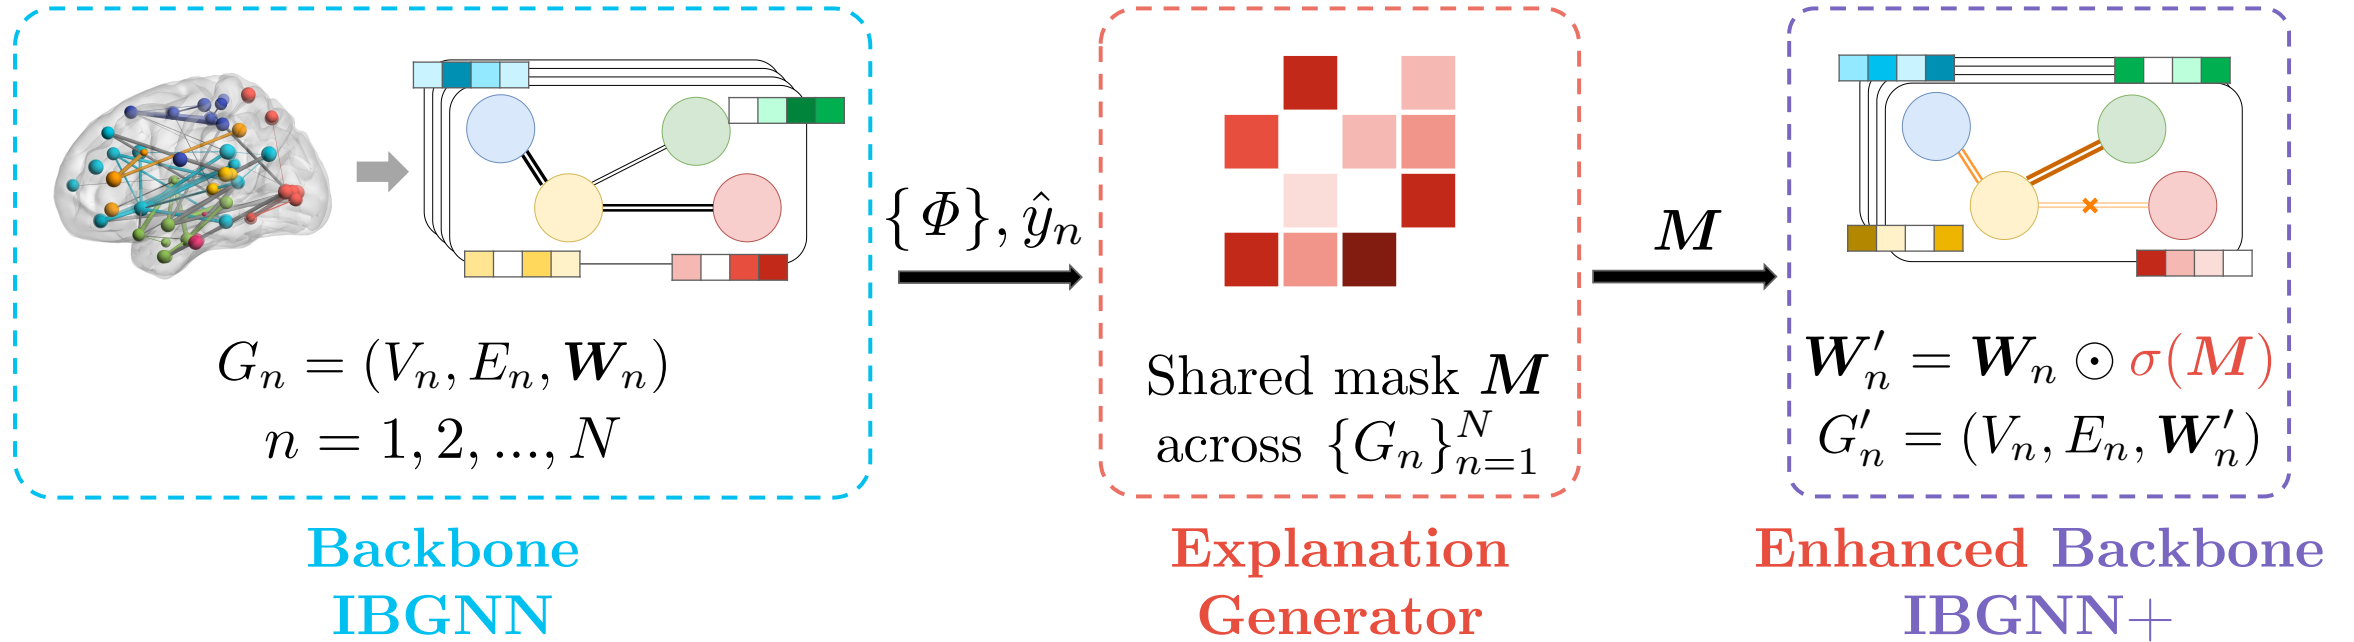 G_n = (V_n, E_n, W_n)
n = 1, 2, ..., N
Backbone
IBGNN
{Φ}, ŷ_n
Shared mask M
across {G_n}_{n=1}^N
Explanation
Generator
M
W'_n = W_n ⊙ σ(M)
G'_n = (V_n, E_n, W'_n)
Enhanced Backbone
IBGNN+